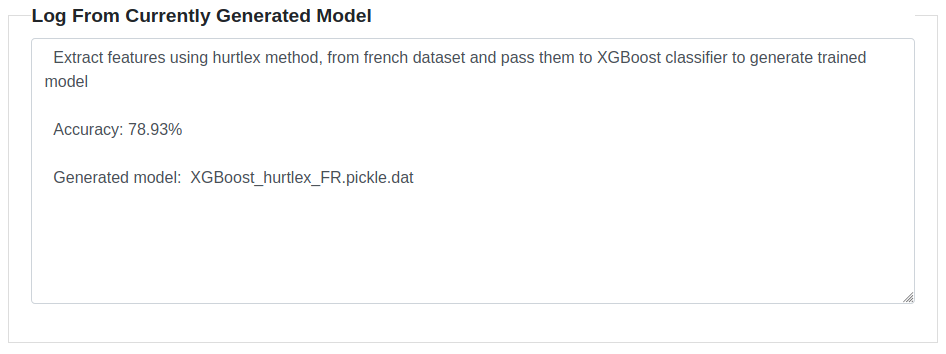 Log From Currently Generated Model
Extract features using hurtlex method, from french dataset and pass them to XGBoost classifier to generate trained
model
Accuracy: 78.93%
Generated model:  XGBoost_hurtlex_FR.pickle.dat